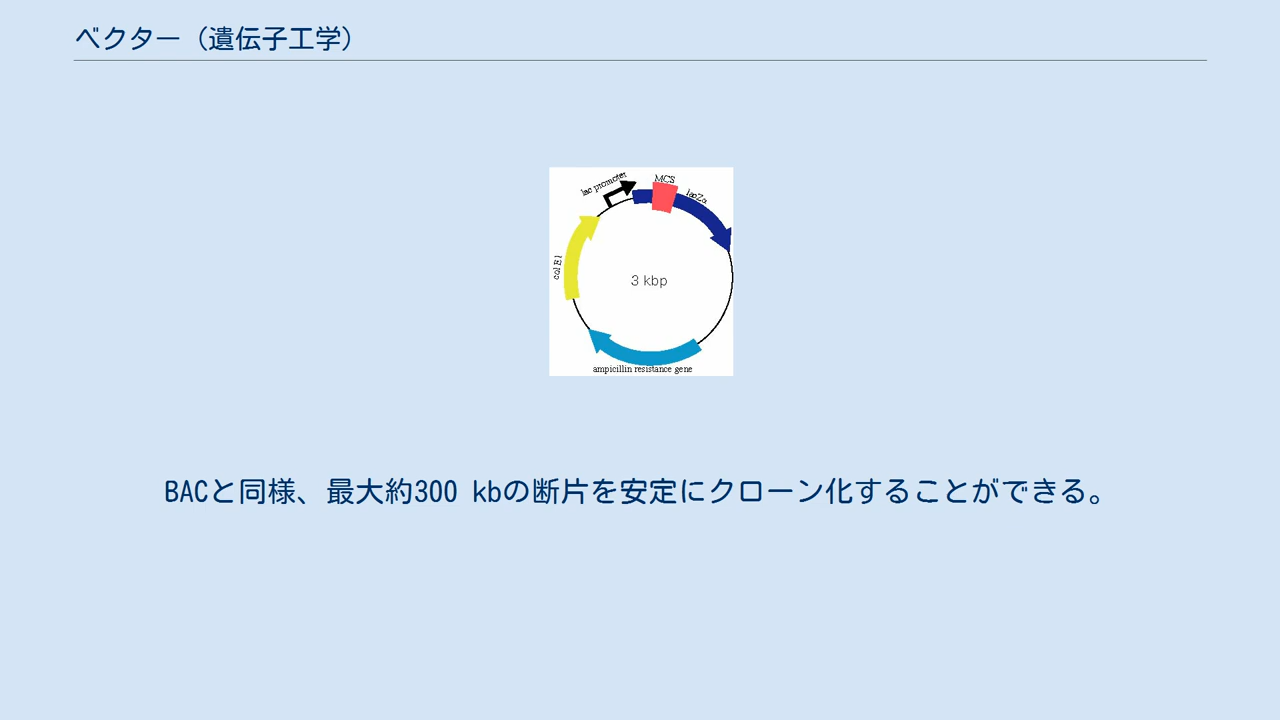 ベクター（遺伝子工学）
lac promoter
MCS
lacZα
col E1
3 kbp
ampicillin resistance gene
BACと同様、最大約300 kbの断片を安定にクローン化することができる。